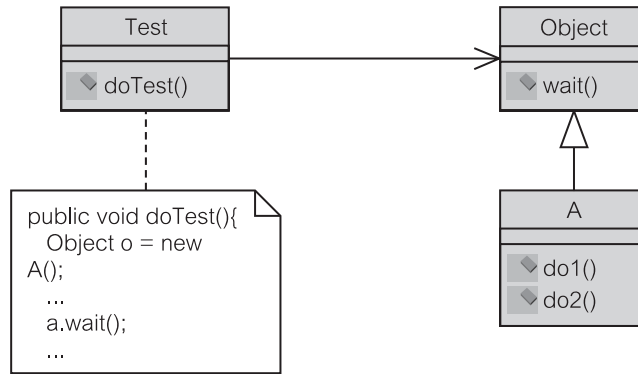 Test
doTest()
Object
wait()
public void doTest(){
Object o = new
A();
...
a.wait();
...
A
do1()
do2()